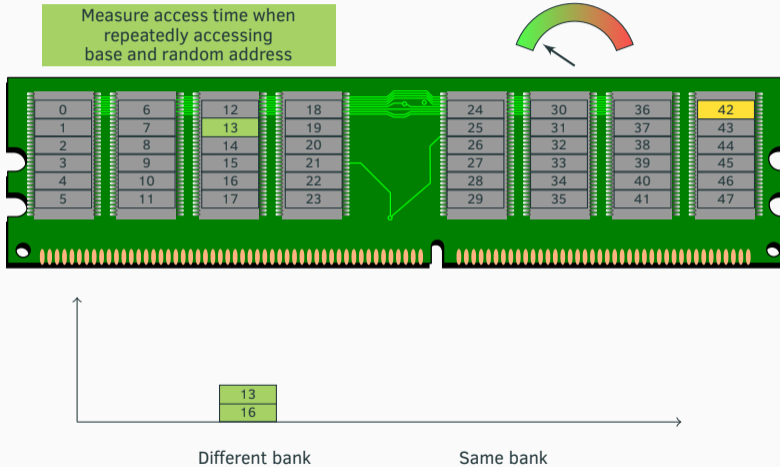 Measure access time when
repeatedly accessing
base and random address
0 6 12 18 24 30 36 42
1 7 13 19 25 31 37 43
2 8 14 20 26 32 38 44
3 9 15 21 27 33 39 45
4 10 16 22 28 34 40 46
5 11 17 23 29 35 41 47
13
16
Different bank Same bank